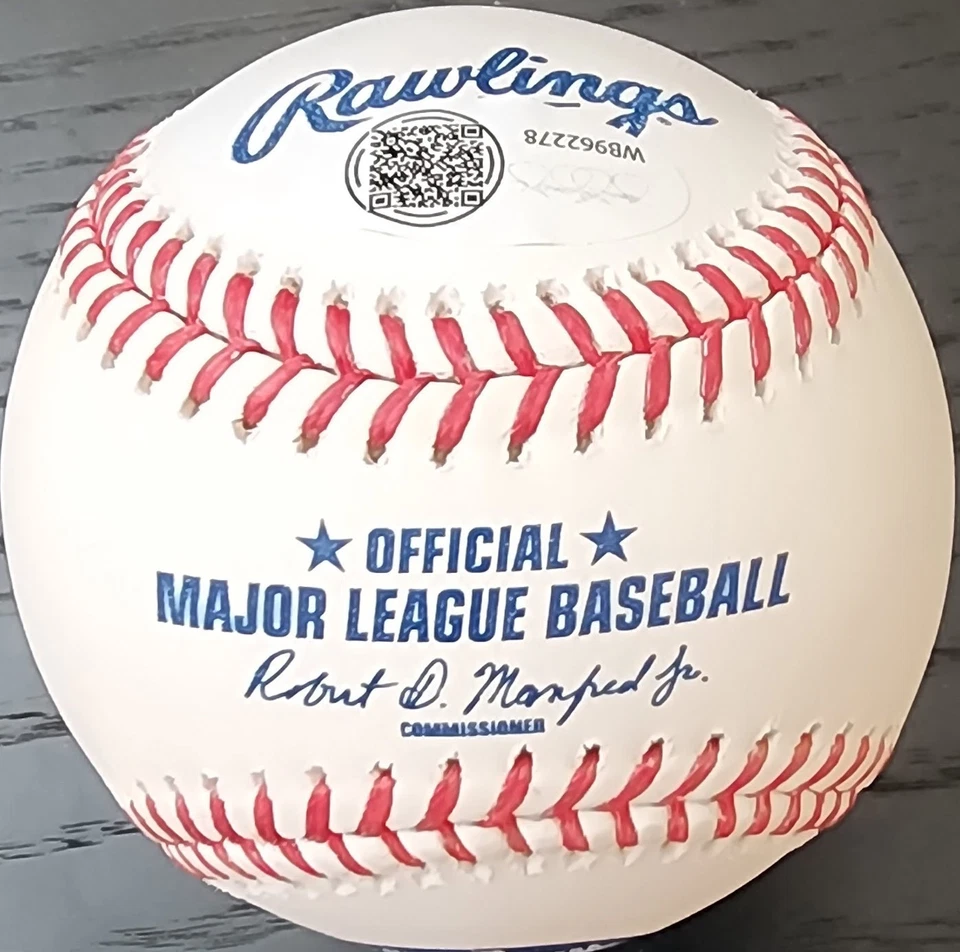 Rawlings
WB962278
★ OFFICIAL ★
MAJOR LEAGUE BASEBALL
Robert D. Manfred Jr.
COMMISSIONER